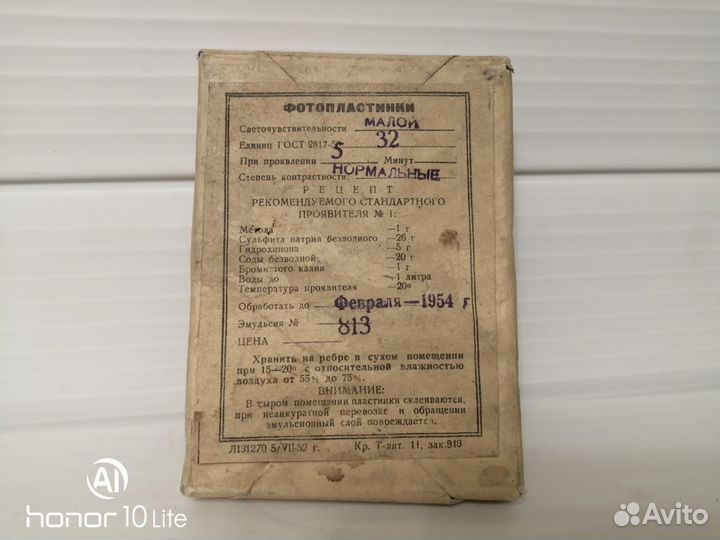 ФОТОПЛАСТИНКИ
Светочувствительности МАЛОЙ
Единиц ГОСТ 2817-5 32
При проявлении 5 Минут
Степень контрастности: НОРМАЛЬНЫЕ
РЕЦЕПТ
РЕКОМЕНДУЕМОГО СТАНДАРТНОГО
ПРОЯВИТЕЛЯ № 1:
Метола —1 г
Сульфита натрия безводного —26 г
Гидрохинона —5 г
Соды безводной —20 г
Бромистого калия —1 г
Воды до —1 литра
Температура проявителя —20°
Обработать до Февраля—1954 г
Эмульсия № 813
ЦЕНА
Хранить на ребре в сухом помещении
при 15—20° с относительной влажностью
воздуха от 55% до 75%.
ВНИМАНИЕ:
В сыром помещении пластинки склеиваются,
при неаккуратной перевозке и обращении
эмульсионный слой повреждается.
Л131270 5/VII-52 г. Кр. Т-лит. 11, зак.913
AI
honor 10 Lite
Avito